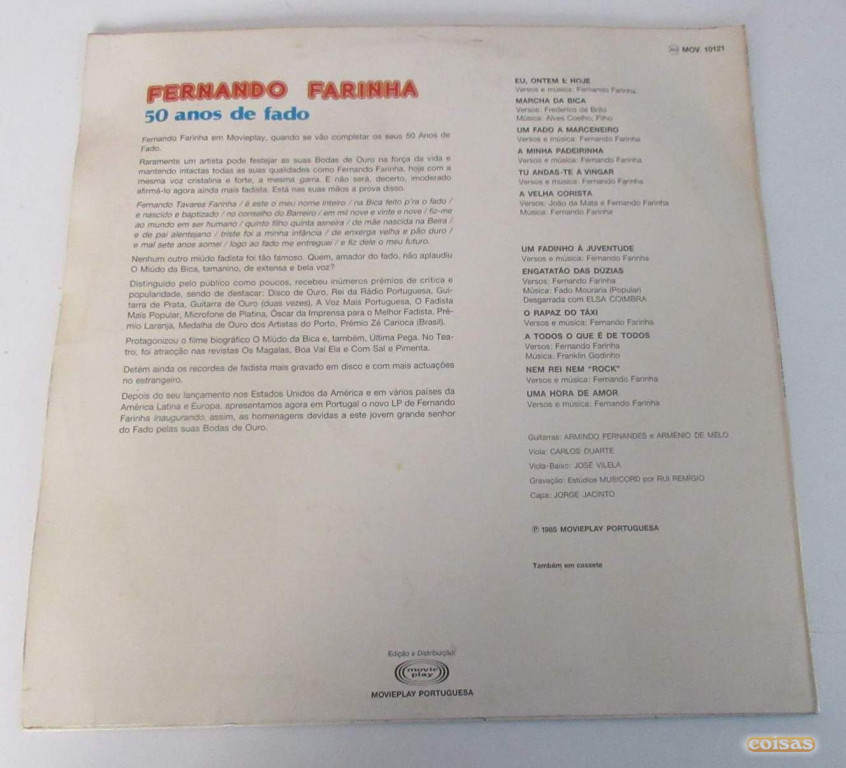 MOV. 10121
FERNANDO FARINHA
50 anos de fado
Fernando Farinha em Movieplay, quando se vão completar os seus 50 Anos de
Fado.
Raramente um artista pode festejar as suas Bodas de Ouro na força da vida e
mantendo intactas todas as suas qualidades como Fernando Farinha, hoje com a
mesma voz cristalina e forte, a mesma garra. E não será, decerto, imoderado
afirmá-lo agora ainda mais fadista. Está nas suas mãos a prova disso.
Fernando Tavares Farinha / é este o meu nome inteiro / na Bica feito p'ra o fado /
e nascido e baptizado / no conselho do Barreiro / em mil nove e vinte e nove / fiz-me
ao mundo em ser humano / quinto filho quinta asneira / de mãe nascida na Beira /
e de pai alentejano / triste foi a minha infância / de enxerga velha e pão duro /
e mal sete anos somei / logo ao fado me entreguei / e fiz dele o meu futuro.
Nenhum outro miúdo fadista foi tão famoso. Quem, amador do fado, não aplaudiu
O Miúdo da Bica, tamanino, de extensa e bela voz?
Distinguido pelo publico como poucos, recebeu inúmeros prémios de crítica e
popularidade, sendo de destacar: Disco de Ouro, Rei da Rádio Portuguesa, Gui-
tarra de Prata, Guitarra de Ouro (duas vezes), A Voz Mais Portuguesa, O Fadista
Mais Popular, Microfone de Platina, Óscar da Imprensa para o Melhor Fadista, Pré-
mio Laranja, Medalha de Ouro dos Artistas do Porto, Prémio Zé Carioca (Brasil).
Protagonizou o filme biográfico O Miúdo da Bica e, também, Última Pega. No Tea-
tro, foi atracção nas revistas Os Magalas, Boa Vai Ela e Com Sal e Pimenta.
Detém ainda os recordes de fadista mais gravado em disco e com mais actuações
no estrangeiro.
Depois do seu lançamento nos Estados Unidos da América e em vários países da
América Latina e Europa, apresentamos agora em Portugal o novo LP de Fernando
Farinha inaugurando, assim, as homenagens devidas a este jovem grande senhor
do Fado pelas suas Bodas de Ouro.
EU, ONTEM E HOJE
Versos e música: Fernando Farinha
MARCHA DA BICA
Versos: Frederico de Brito
Música: Alves Coelho, Filho
UM FADO A MARCENEIRO
Versos e música: Fernando Farinha
A MINHA PADEIRINHA
Versos e música: Fernando Farinha
TU ANDAS-TE A VINGAR
Versos e música: Fernando Farinha
A VELHA CORISTA
Versos: João da Mata e Fernando Farinha
Música: Fernando Farinha
UM FADINHO À JUVENTUDE
Versos e música: Fernando Farinha
ENGATATÃO DAS DÚZIAS
Versos: Fernando Farinha
Música: Fado Mouraria (Popular)
Desgarrada com ELSA COIMBRA
O RAPAZ DO TÁXI
Versos e música: Fernando Farinha
A TODOS O QUE É DE TODOS
Versos: Fernando Farinha
Música: Franklin Godinho
NEM REI NEM "ROCK"
Versos e música: Fernando Farinha
UMA HORA DE AMOR
Versos e música: Fernando Farinha
Guitarras: ARMINDO FERNANDES e ARMÉNIO DE MELO
Viola: CARLOS DUARTE
Viola-Baixo: JOSÉ VILELA
Gravação: Estúdios MUSICORD por RUI REMÍGIO
Capa: JORGE JACINTO
℗ 1985 MOVIEPLAY PORTUGUESA
Também em cassete
Edição e Distribuição:
movie
play
MOVIEPLAY PORTUGUESA
coisas